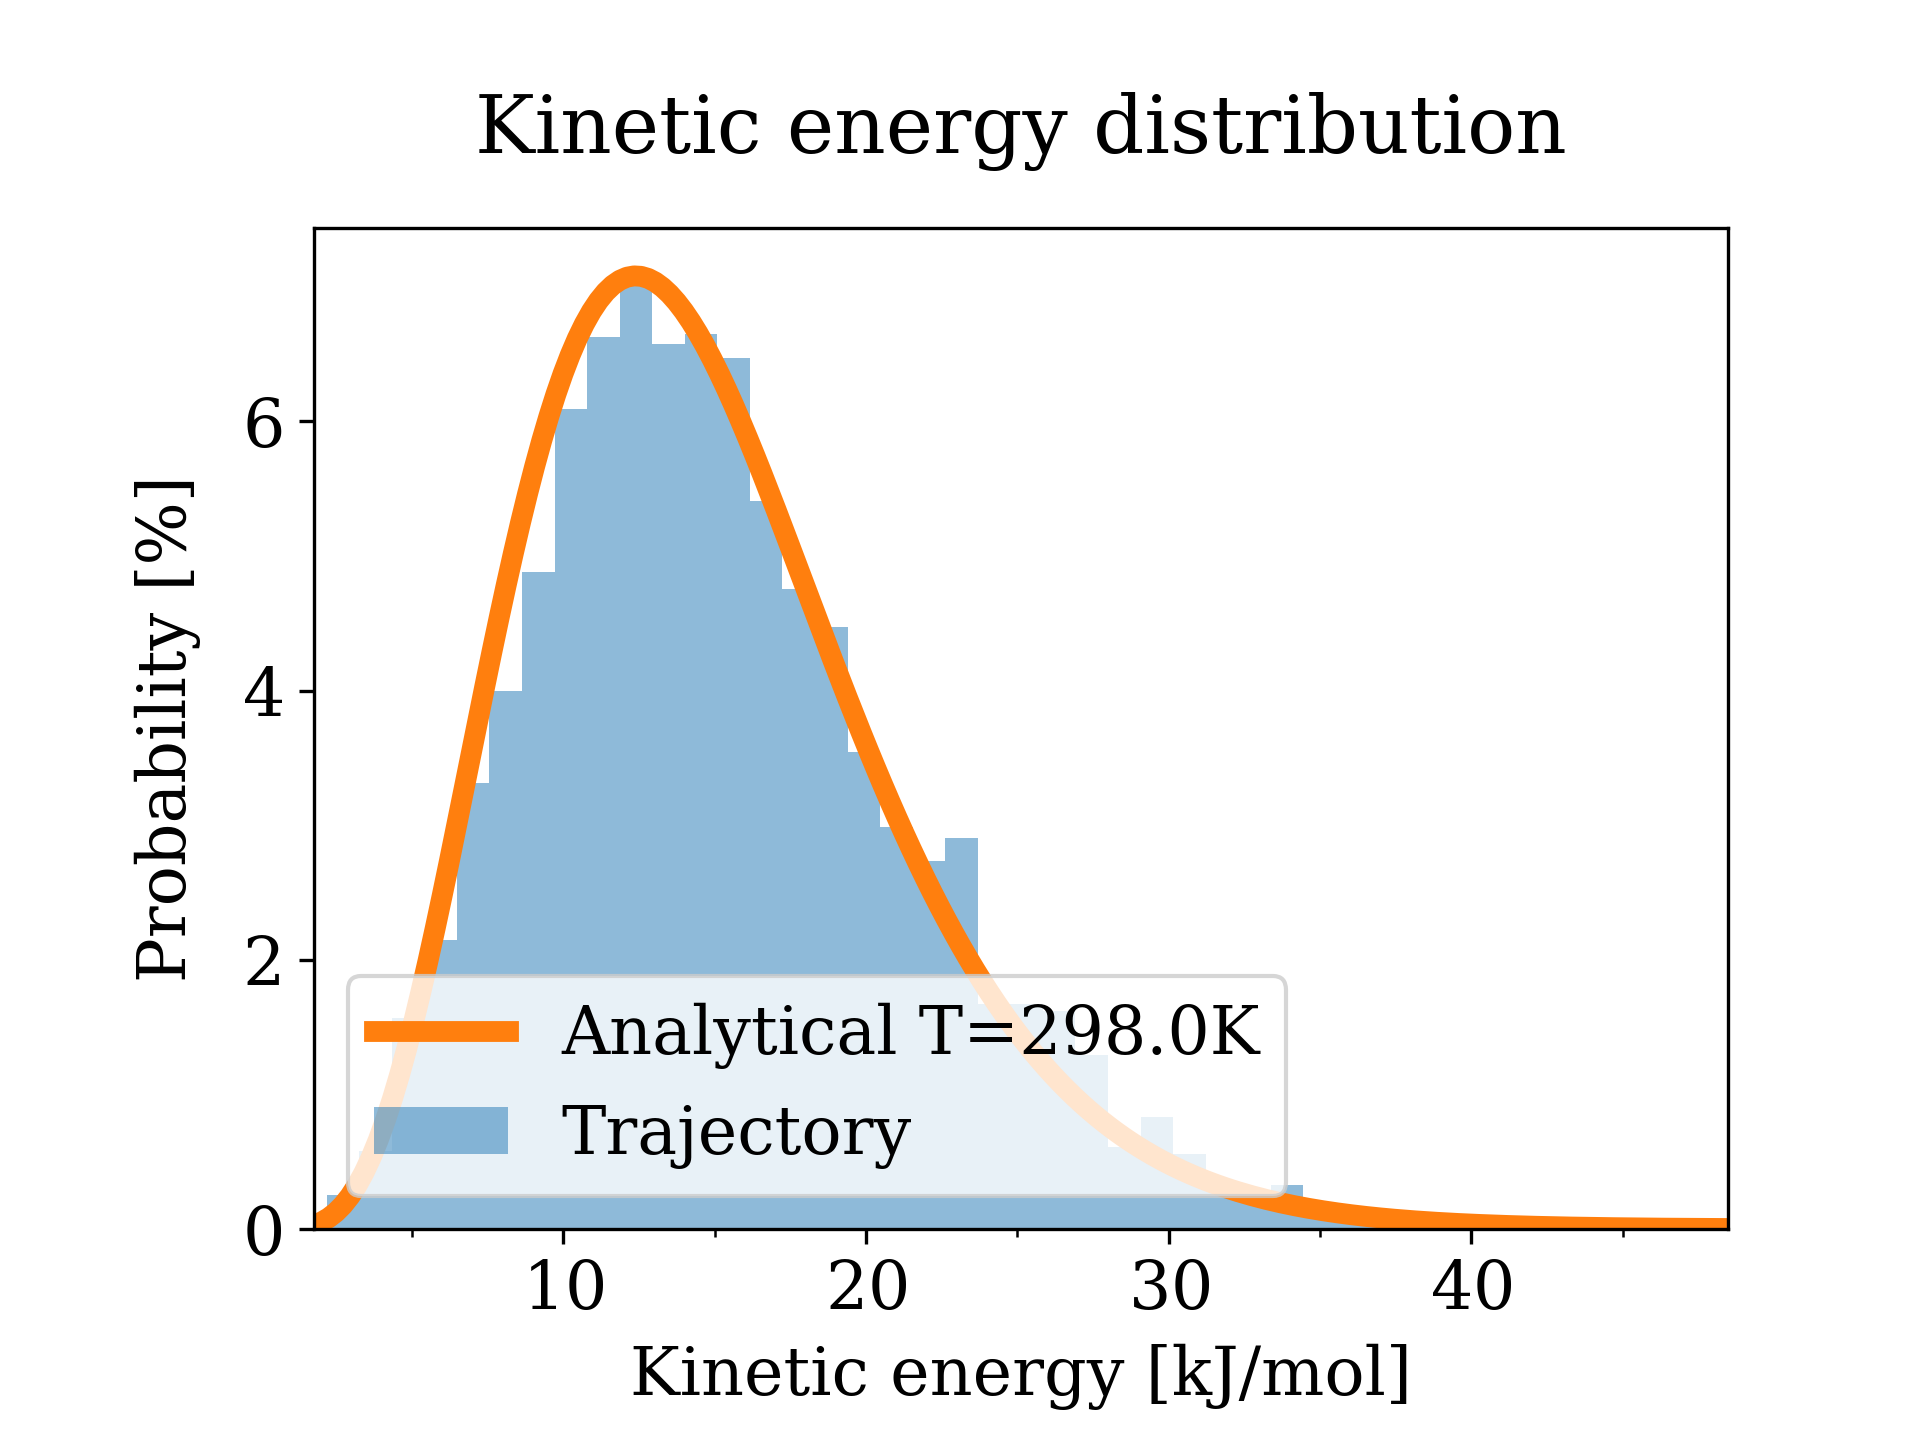 Kinetic energy distribution
Probability [%]
6
4
2
0
Analytical T=298.0K
Trajectory
10 20 30 40
Kinetic energy [kJ/mol]